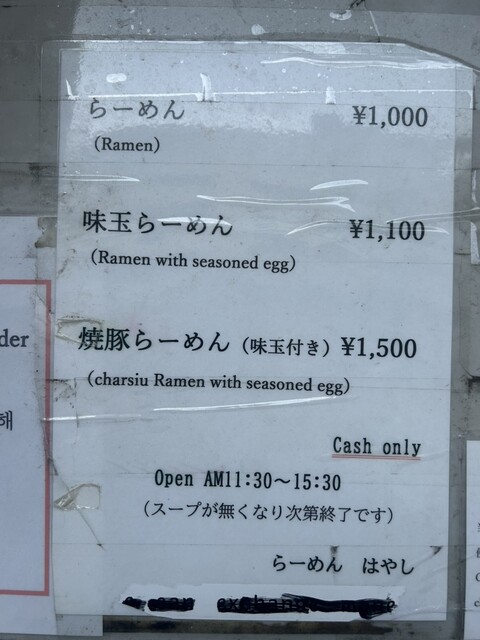 らーめん ¥1,000
(Ramen)
味玉らーめん ¥1,100
(Ramen with seasoned egg)
焼豚らーめん (味玉付き) ¥1,500
(charsiu Ramen with seasoned egg)
der
해
Cash only
Open AM11:30～15:30
(スープが無くなり次第終了です)
らーめん はやし